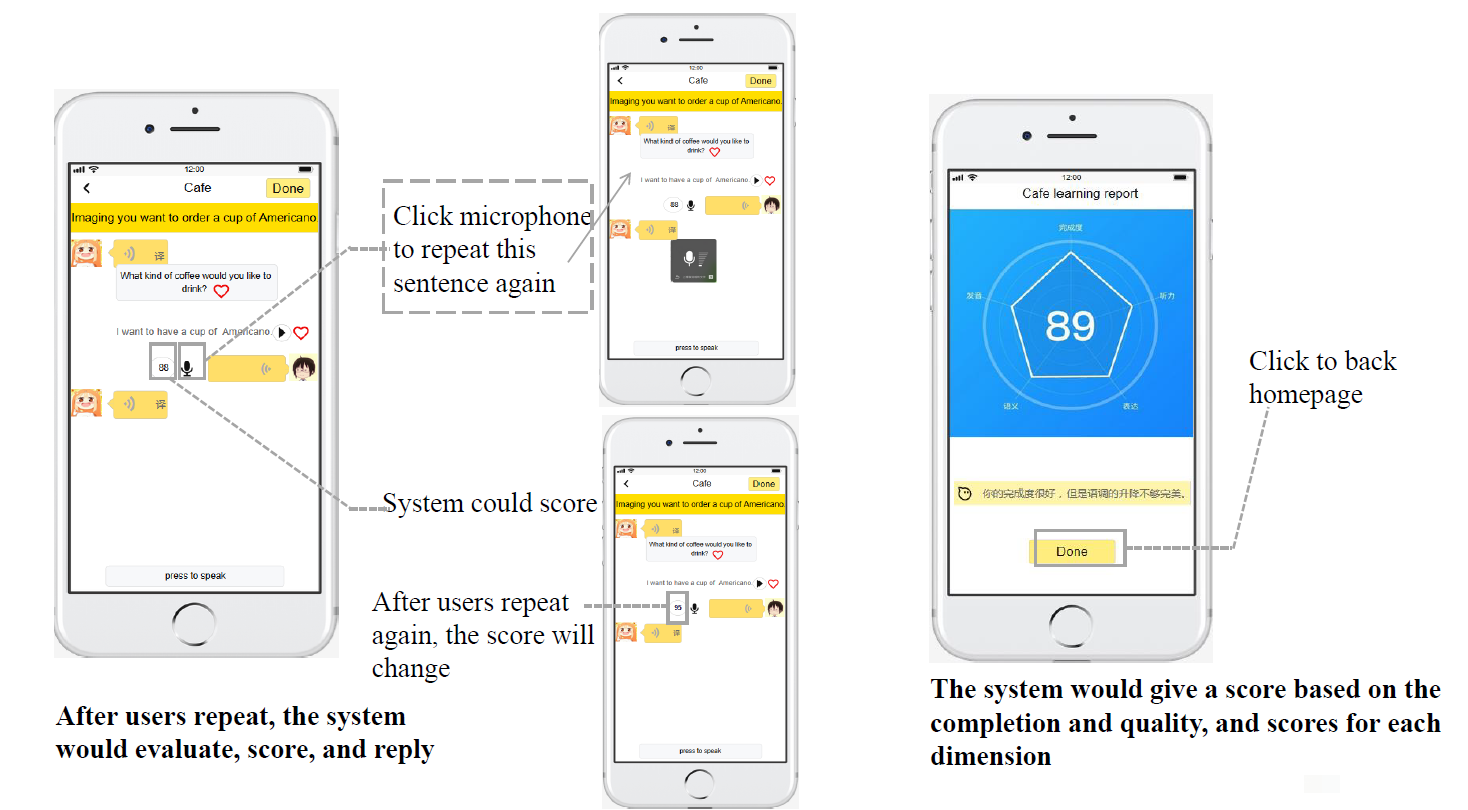 12:00
Cafe
Done
Imaging you want to order a cup of Americano.
译
What kind of coffee would you like to
drink?
I want to have a cup of Americano.
88
译
press to speak
Click microphone
to repeat this
sentence again
System could score
After users repeat
again, the score will
change
After users repeat, the system
would evaluate, score, and reply
12:00
Cafe
Done
Imaging you want to order a cup of Americano.
译
What kind of coffee would you like to
drink?
I want to have a cup of Americano.
88
译
press to speak
12:00
Cafe
Done
Imaging you want to order a cup of Americano.
译
What kind of coffee would you like to
drink?
I want to have a cup of Americano.
95
译
press to speak
12:00
Cafe learning report
完成度
发音
听力
89
语义
表达
你的完成度很好，但是语调的升降不够完美。
Done
Click to back
homepage
The system would give a score based on the
completion and quality, and scores for each
dimension